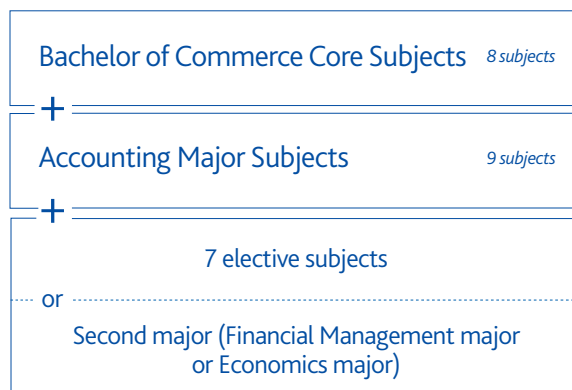 Bachelor of Commerce Core Subjects 8 subjects
+
Accounting Major Subjects 9 subjects
+
7 elective subjects
or
Second major (Financial Management major
or Economics major)